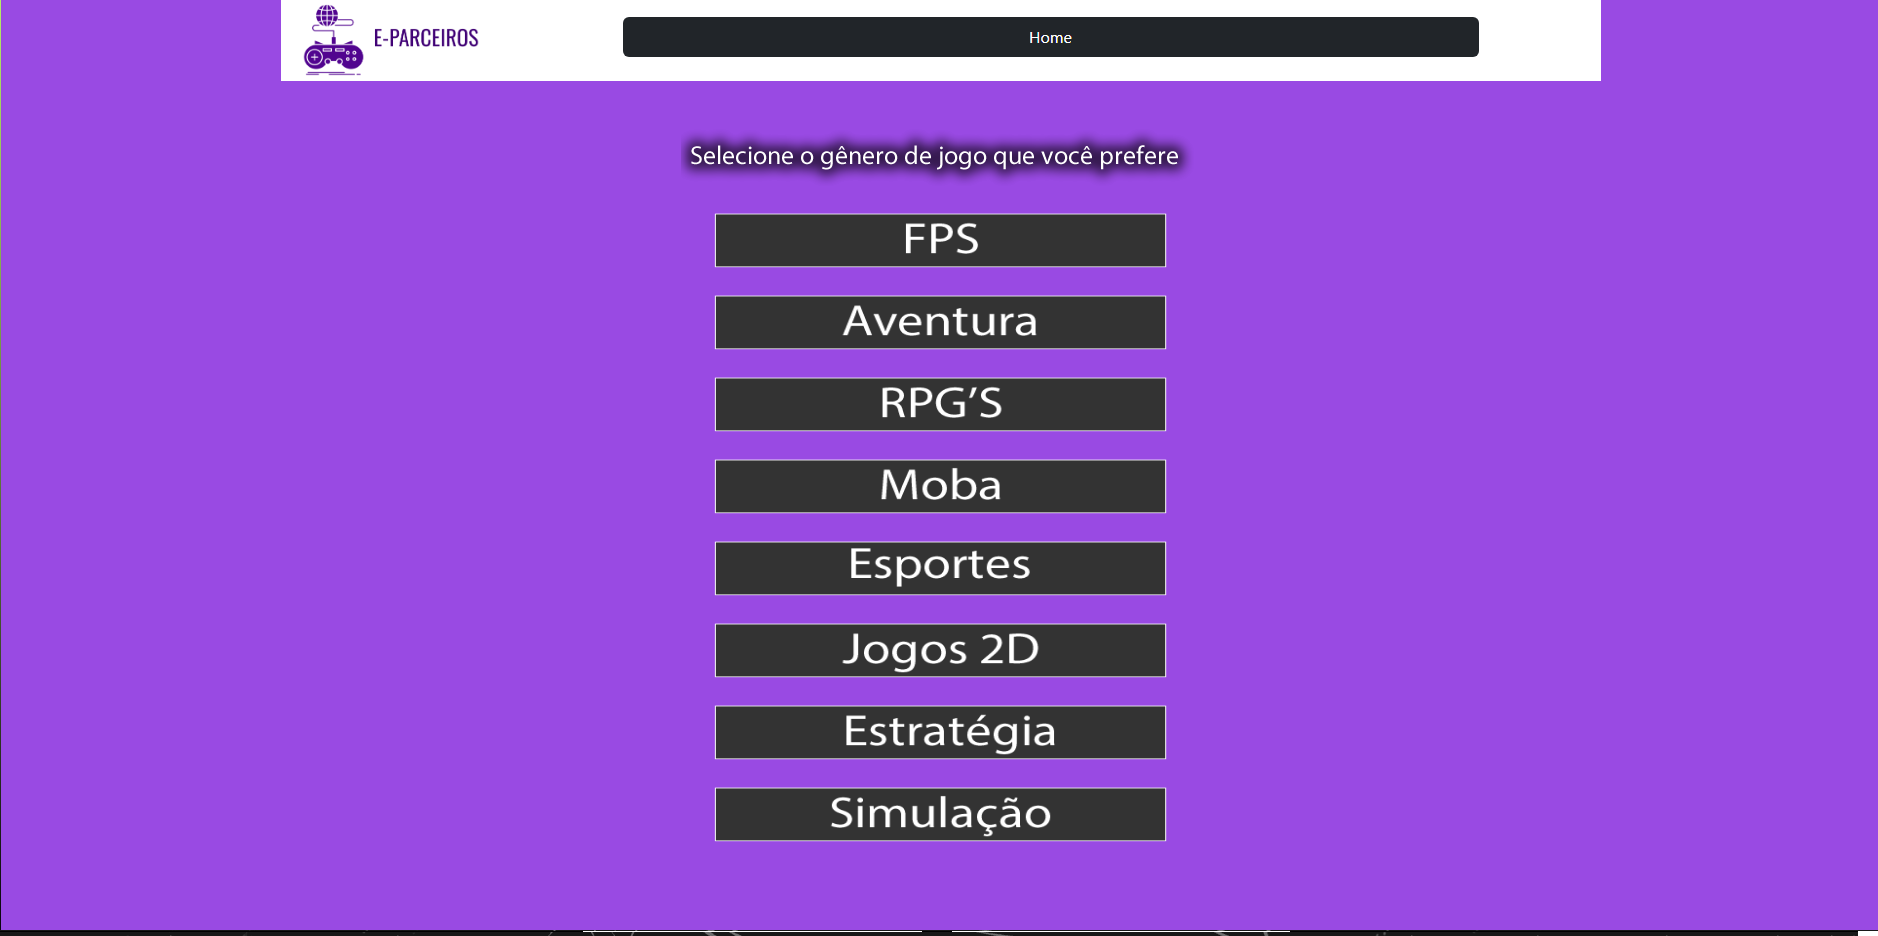 E-PARCEIROS
Home
Selecione o gênero de jogo que você prefere
FPS
Aventura
RPG’S
Moba
Esportes
Jogos 2D
Estratégia
Simulação